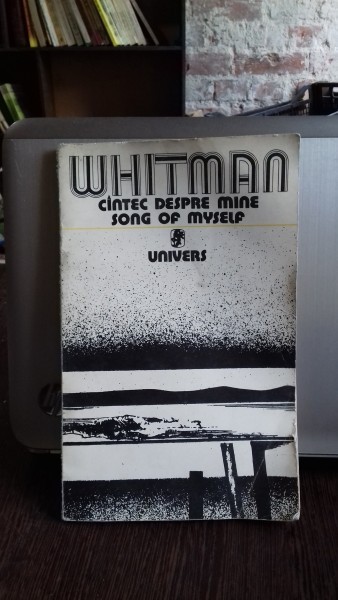 WHITMAN
CÎNTEC DESPRE MINE
SONG OF MYSELF
UNIVERS